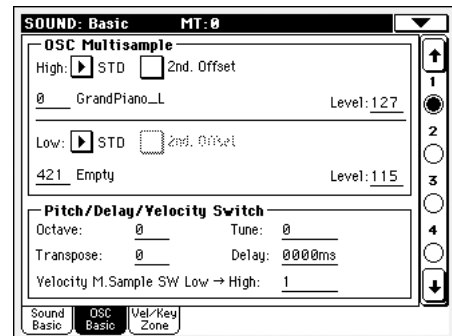 SOUND: Basic MT:0
OSC Multisample
High: STD 2nd. Offset
0 GrandPiano_L Level: 127
Low: STD 2nd. Offset
421 Empty Level: 115
Pitch/Delay/Velocity Switch
Octave: 0 Tune: 0
Transpose: 0 Delay: 0000ms
Velocity M.Sample SW Low → High: 1
Sound Basic OSC Basic Vel/Key Zone
1
2
3
4